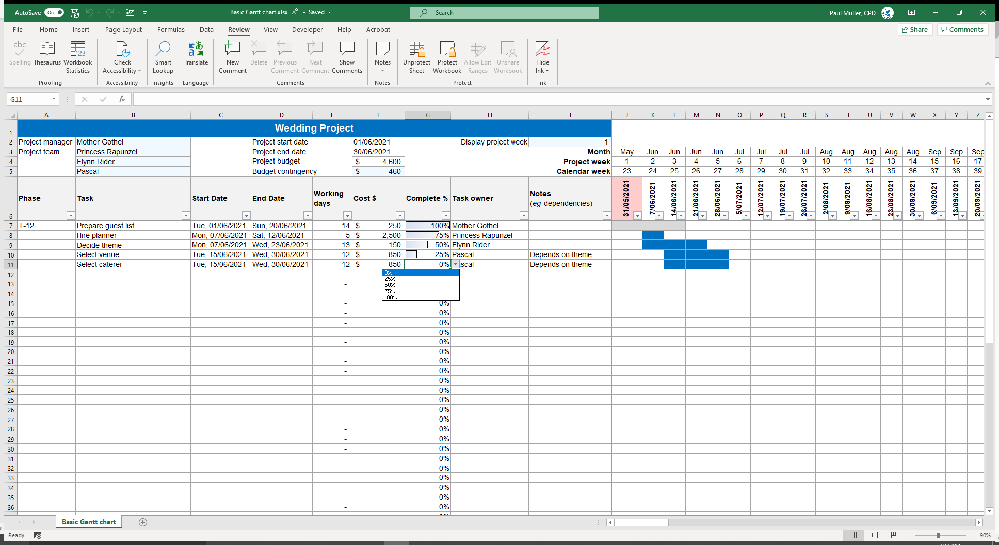 AutoSave On Basic Gantt chart.xlsx - Saved Search Paul Muller, CPD
File Home Insert Page Layout Formulas Data Review View Developer Help Acrobat Share Comments
abc 123
Spelling Thesaurus Workbook Statistics Check Accessibility Smart Lookup Translate New Comment Delete Previous Comment Next Comment Show Comments Notes Unprotect Sheet Protect Workbook Allow Edit Ranges Unshare Workbook Hide Ink
Proofing Accessibility Insights Language Comments Notes Protect Ink
G11 fx
A B C D E F G H I J K L M N O P Q R S T U V W X Y Z
1 Wedding Project
2 Project manager Mother Gothel Project start date 01/06/2021 Display project week 1
3 Project team Princess Rapunzel Project end date 30/06/2021 Month May Jun Jun Jun Jun Jul Jul Jul Jul Aug Aug Aug Aug Aug Sep Sep Sep
4 Flynn Rider Project budget $ 4,600 Project week 1 2 3 4 5 6 7 8 9 10 11 12 13 14 15 16 17
5 Pascal Budget contingency $ 460 Calendar week 23 24 25 26 27 28 29 30 31 32 33 34 35 36 37 38 39
6 Phase Task Start Date End Date Working days Cost $ Complete % Task owner Notes (eg dependencies) 31/05/2021 7/06/2021 14/06/2021 21/06/2021 28/06/2021 5/07/2021 12/07/2021 19/07/2021 26/07/2021 2/08/2021 9/08/2021 16/08/2021 23/08/2021 30/08/2021 6/09/2021 13/09/2021 20/09/2021
7 T-12 Prepare guest list Tue, 01/06/2021 Sun, 20/06/2021 14 $ 250 100% Mother Gothel
8 Hire planner Mon, 07/06/2021 Sat, 12/06/2021 5 $ 2,500 75% Princess Rapunzel
9 Decide theme Mon, 07/06/2021 Wed, 23/06/2021 13 $ 150 50% Flynn Rider
10 Select venue Tue, 15/06/2021 Wed, 30/06/2021 12 $ 850 25% Pascal Depends on theme
11 Select caterer Tue, 15/06/2021 Wed, 30/06/2021 12 $ 850 0% ascal Depends on theme
12 - 0%
25%
13 - 50%
75%
14 - 100%
15 - 0%
16 - 0%
17 - 0%
18 - 0%
19 - 0%
20 - 0%
21 - 0%
22 - 0%
23 - 0%
24 - 0%
25 - 0%
26 - 0%
27 - 0%
28 - 0%
29 - 0%
30 - 0%
31 - 0%
32 - 0%
33 - 0%
34 - 0%
35 - 0%
36 - 0%
Basic Gantt chart
Ready 90%